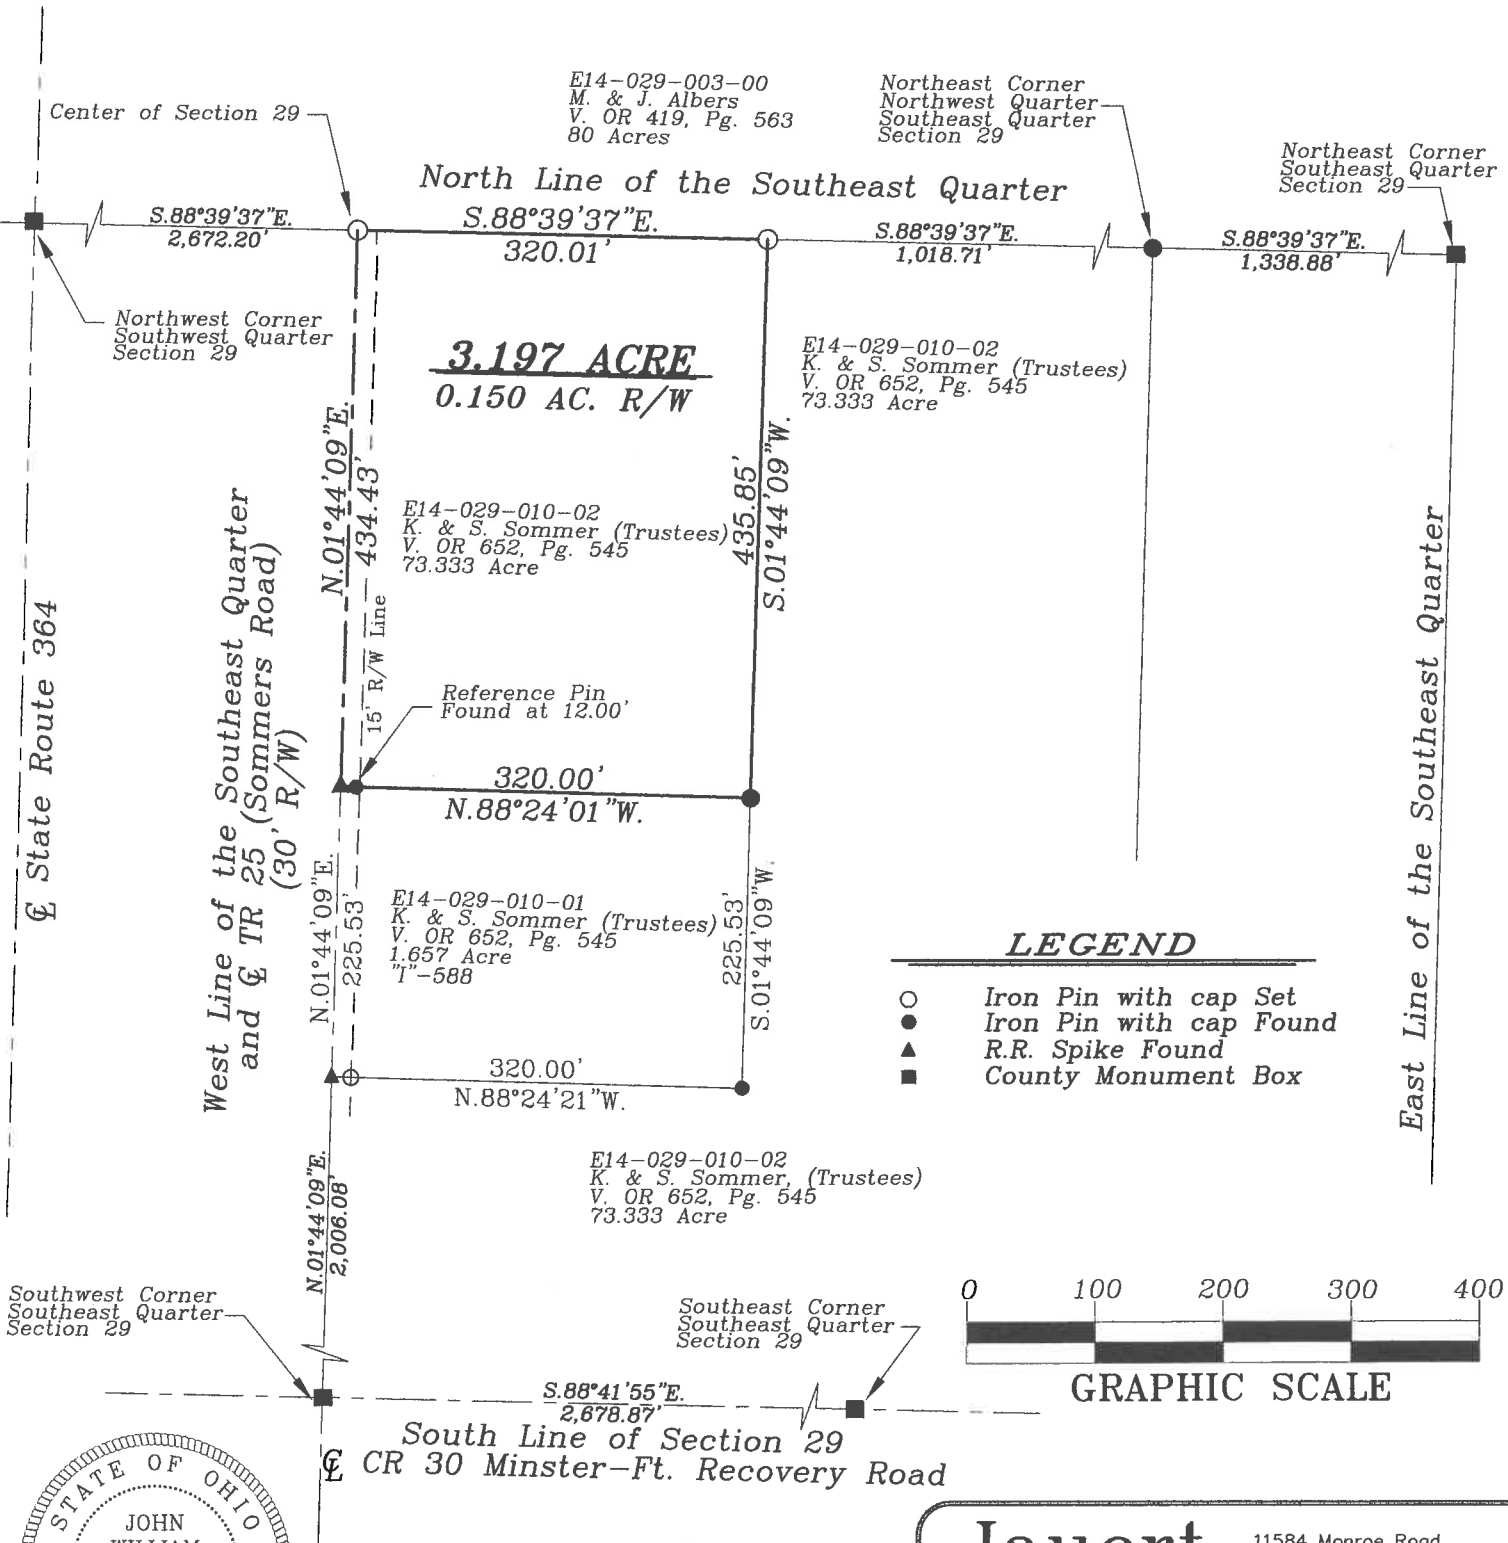 E14-029-003-00
M. & J. Albers
V. OR 419, Pg. 563
80 Acres
Northeast Corner
Northwest Quarter
Southeast Quarter
Section 29
Center of Section 29
Northeast Corner
Southeast Quarter
Section 29
North Line of the Southeast Quarter
S.88°39'37"E.
2,672.20'
S.88°39'37"E.
320.01'
S.88°39'37"E.
1,018.71'
S.88°39'37"E.
1,338.88'
Northwest Corner
Southwest Quarter
Section 29
3.197 ACRE
0.150 AC. R/W
E14-029-010-02
K. & S. Sommer (Trustees)
V. OR 652, Pg. 545
73.333 Acre
N.01°44'09"E.
434.43'
435.85'
S.01°44'09"W.
E14-029-010-02
K. & S. Sommer (Trustees)
V. OR 652, Pg. 545
73.333 Acre
15' R/W Line
Reference Pin
Found at 12.00'
℄ State Route 364
West Line of the Southeast Quarter
and ℄ TR 25 (Sommers Road)
(30' R/W)
East Line of the Southeast Quarter
320.00'
N.88°24'01"W.
N.01°44'09"E.
225.53'
E14-029-010-01
K. & S. Sommer (Trustees)
V. OR 652, Pg. 545
1.657 Acre
"I"-588
225.53'
S.01°44'09"W.
LEGEND
Iron Pin with cap Set
Iron Pin with cap Found
R.R. Spike Found
County Monument Box
320.00'
N.88°24'21"W.
E14-029-010-02
K. & S. Sommer, (Trustees)
V. OR 652, Pg. 545
73.333 Acre
N.01°44'09"E.
2,006.08'
Southwest Corner
Southeast Quarter
Section 29
Southeast Corner
Southeast Quarter
Section 29
0 100 200 300 400
GRAPHIC SCALE
S.88°41'55"E.
2,678.87'
South Line of Section 29
℄ CR 30 Minster-Ft. Recovery Road
STATE OF OHIO
JOHN
WILLIAM
11584 Monroe Road